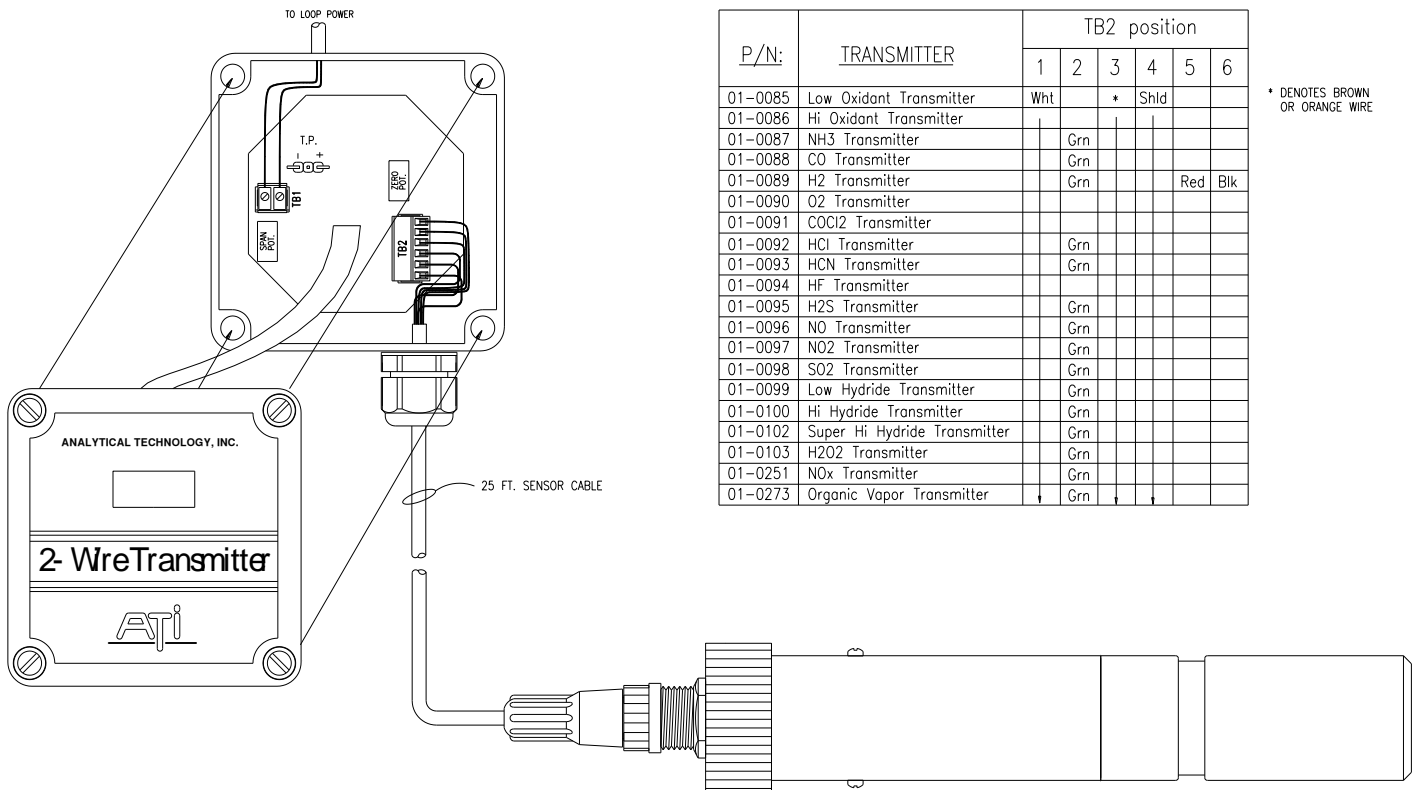 TO LOOP POWER
T.P.
- +
TB1
SPAN
POT.
ZERO
POT.
TB2
ANALYTICAL TECHNOLOGY, INC.
2- WireTransmitter
ATi
25 FT. SENSOR CABLE
TB2 position
P/N: TRANSMITTER 1 2 3 4 5 6
01-0085 Low Oxidant Transmitter Wht * Shld
01-0086 Hi Oxidant Transmitter
01-0087 NH3 Transmitter Grn
01-0088 CO Transmitter Grn
01-0089 H2 Transmitter Grn Red Blk
01-0090 O2 Transmitter
01-0091 COCl2 Transmitter
01-0092 HCl Transmitter Grn
01-0093 HCN Transmitter Grn
01-0094 HF Transmitter
01-0095 H2S Transmitter Grn
01-0096 NO Transmitter Grn
01-0097 NO2 Transmitter Grn
01-0098 SO2 Transmitter Grn
01-0099 Low Hydride Transmitter Grn
01-0100 Hi Hydride Transmitter Grn
01-0102 Super Hi Hydride Transmitter Grn
01-0103 H2O2 Transmitter Grn
01-0251 NOx Transmitter Grn
01-0273 Organic Vapor Transmitter Grn
* DENOTES BROWN
OR ORANGE WIRE